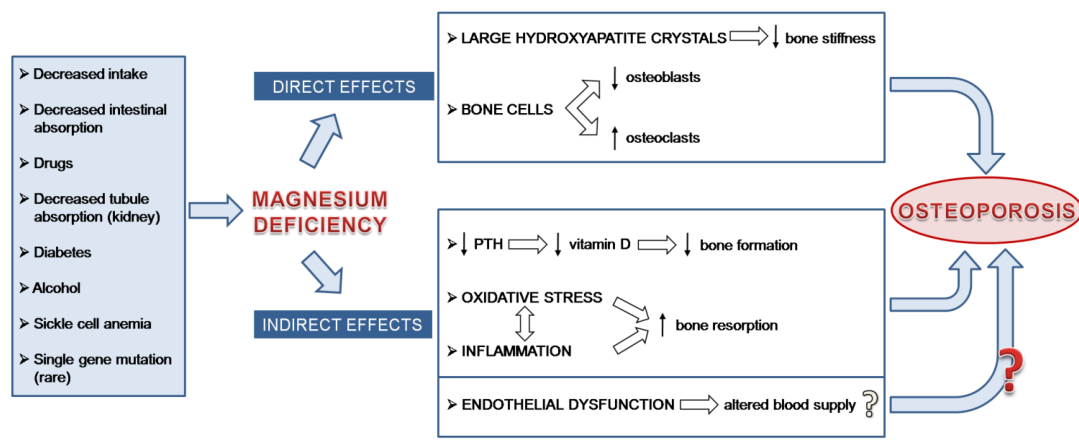 Decreased intake
Decreased intestinal
absorption
Drugs
Decreased tubule
absorption (kidney)
Diabetes
Alcohol
Sickle cell anemia
Single gene mutation
(rare)
MAGNESIUM
DEFICIENCY
DIRECT EFFECTS
INDIRECT EFFECTS
LARGE HYDROXYAPATITE CRYSTALS bone stiffness
osteoblasts
BONE CELLS
osteoclasts
PTH vitamin D bone formation
OXIDATIVE STRESS
bone resorption
INFLAMMATION
ENDOTHELIAL DYSFUNCTION altered blood supply ?
OSTEOPOROSIS
?